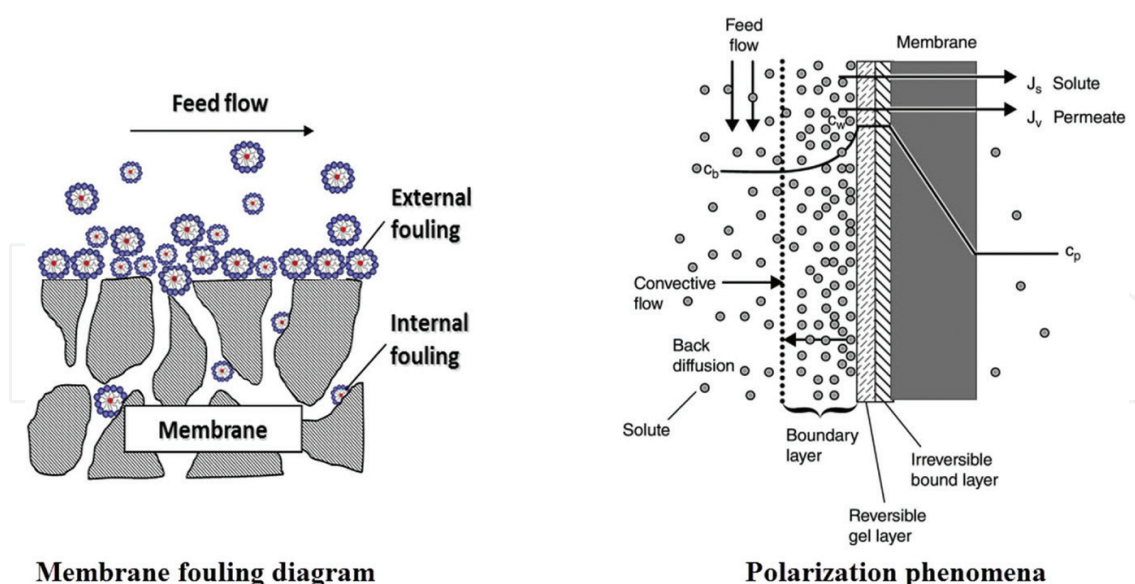 Feed flow
External
fouling
Internal
fouling
Membrane
Membrane fouling diagram
Feed
flow
Membrane
Js Solute
Jv Permeate
cw
cb
cp
Convective
flow
Back
diffusion
Solute
Boundary
layer
Irreversible
bound layer
Reversible
gel layer
Polarization phenomena